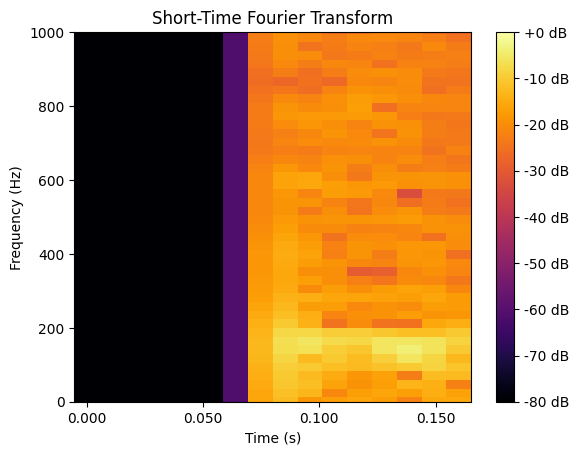 Short-Time Fourier Transform
1000
800
600
400
200
0
Frequency (Hz)
0.000
0.050
0.100
0.150
Time (s)
+0 dB
-10 dB
-20 dB
-30 dB
-40 dB
-50 dB
-60 dB
-70 dB
-80 dB